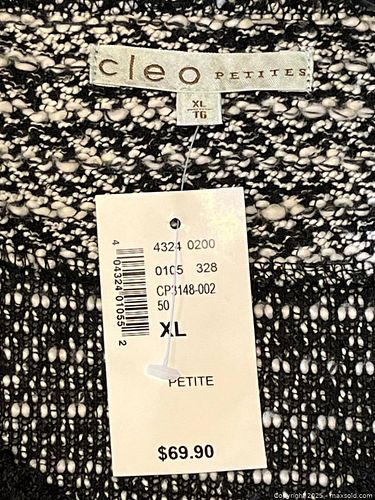 cleo PETITES
XL
TG
4324 0200
0105 328
CP3148-002
50
XL
PETITE
$69.90
4 04324 01055 2
Copyright 2025 - maxsold.com